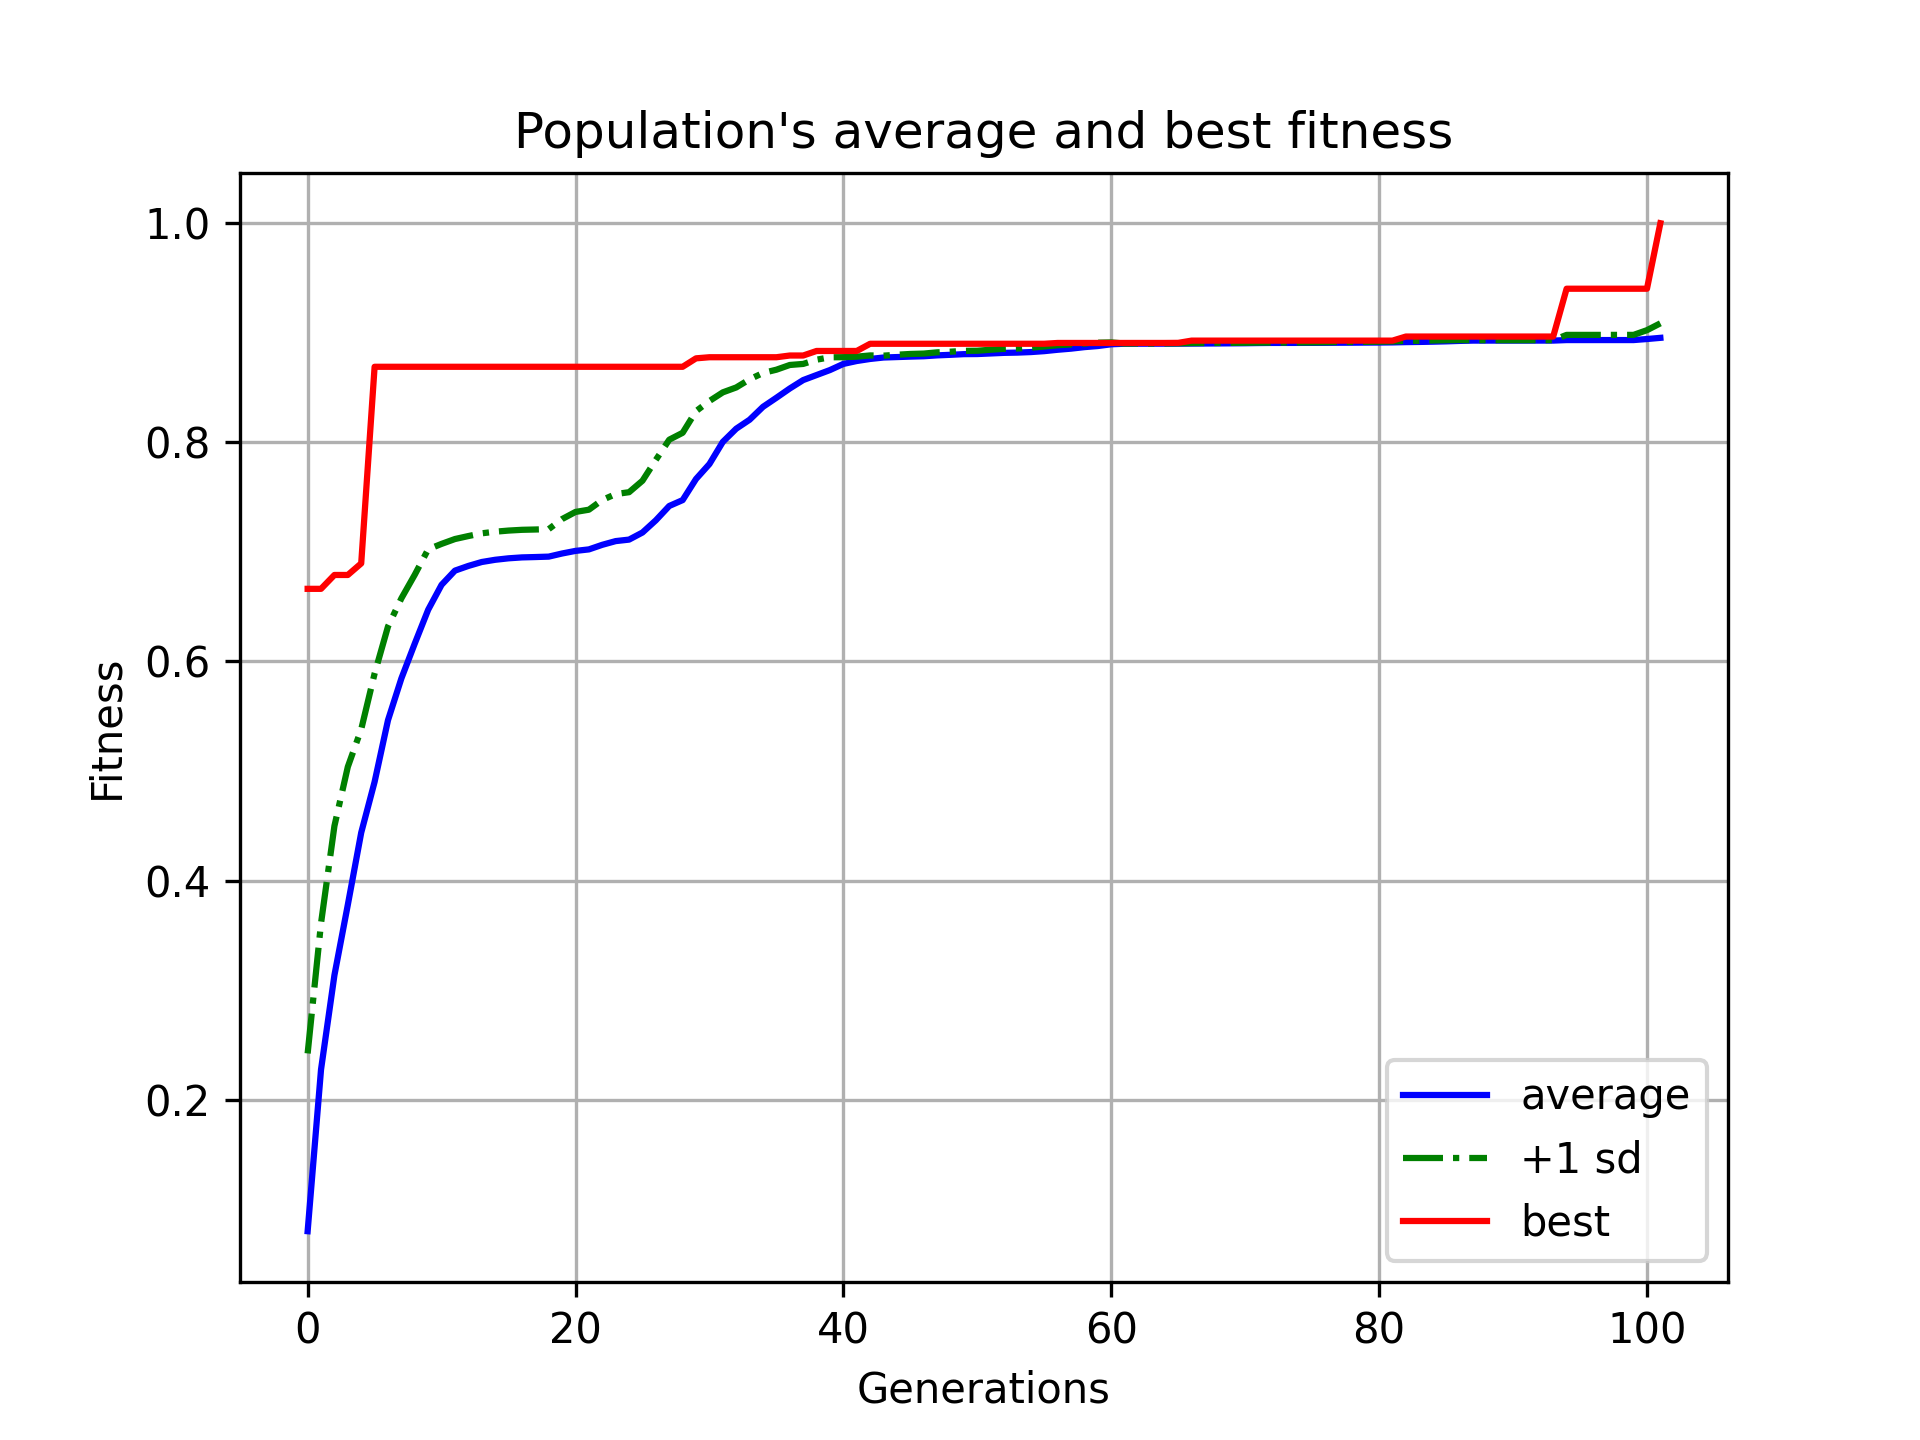 Population's average and best fitness
1.0
0.8
0.6
0.4
0.2
Fitness
0 20 40 60 80 100
Generations
average
+1 sd
best